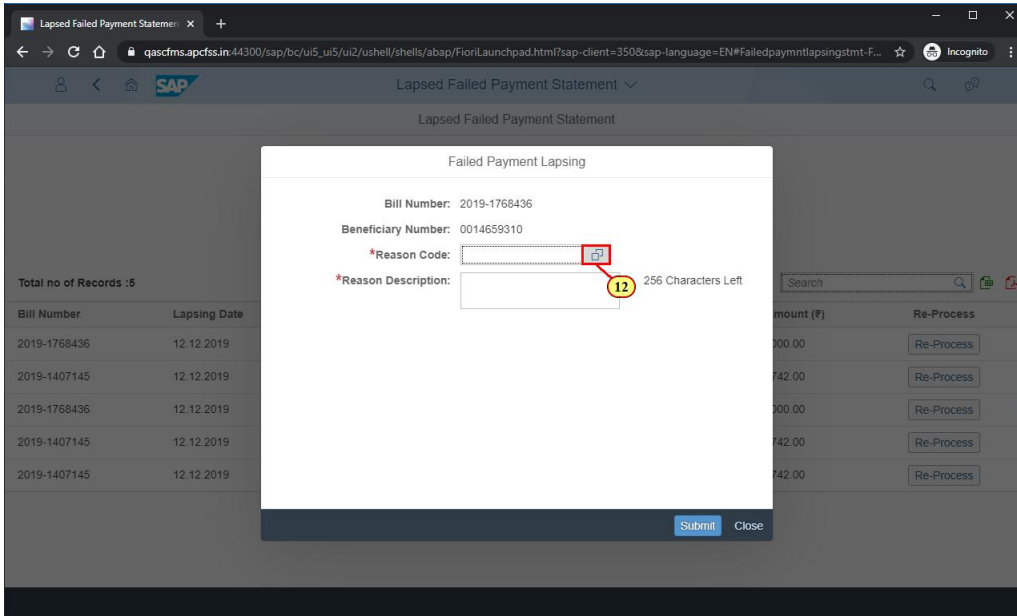 Lapsed Failed Payment Statemen
qascfms.apcfss.in:44300/sap/bc/ui5_ui5/ui2/ushell/shells/abap/FioriLaunchpad.html?sap-client=350&sap-language=EN#Failedpaymntlapsingstmt-F... Incognito
SAP Lapsed Failed Payment Statement
Lapsed Failed Payment Statement
Failed Payment Lapsing
Bill Number: 2019-1768436
Beneficiary Number: 0014659310
*Reason Code:
*Reason Description: 12 256 Characters Left
Total no of Records :5 Search
Bill Number Lapsing Date mount (₹) Re-Process
2019-1768436 12.12.2019 000.00 Re-Process
2019-1407145 12.12.2019 742.00 Re-Process
2019-1768436 12.12.2019 000.00 Re-Process
2019-1407145 12.12.2019 742.00 Re-Process
2019-1407145 12.12.2019 742.00 Re-Process
Submit Close